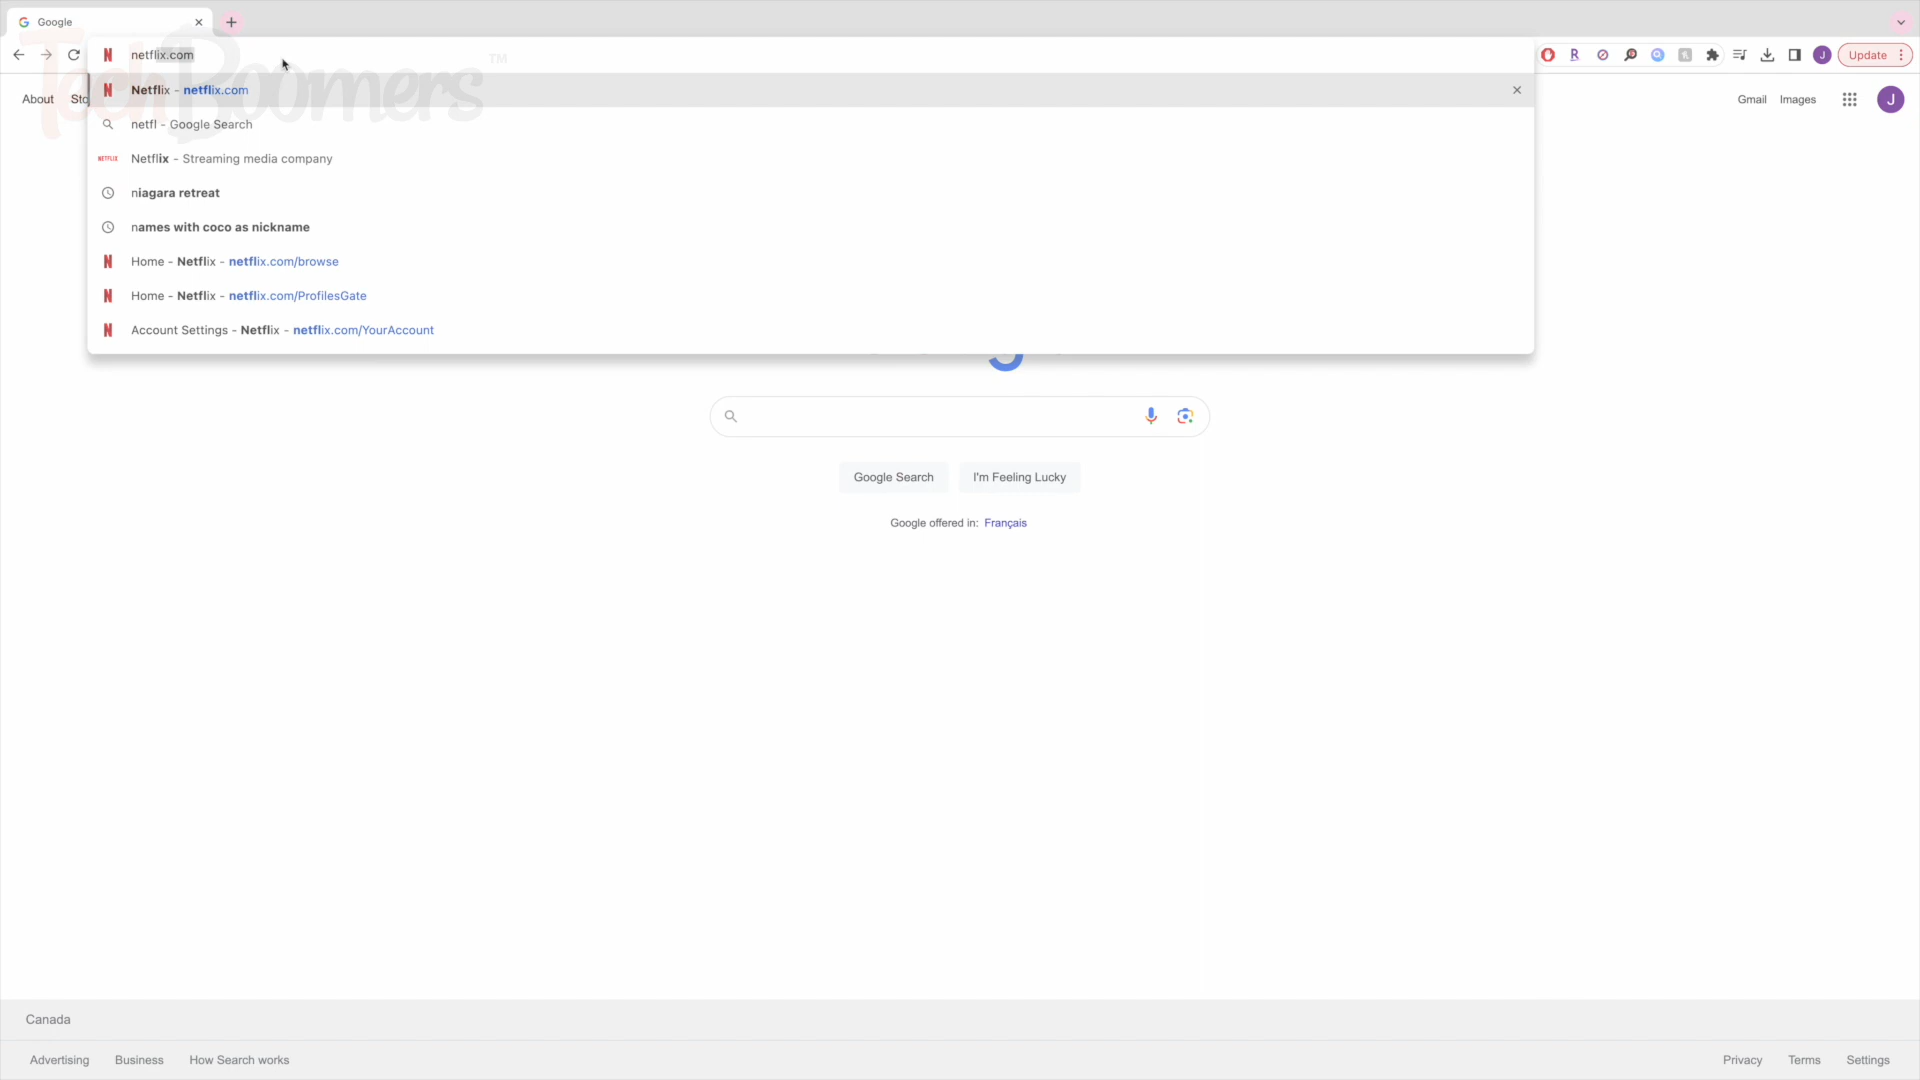 Google
netflix.com
Update
Netflix - netflix.com
About Sto
Gmail Images
J
netfl - Google Search
NETFLIX Netflix - Streaming media company
niagara retreat
names with coco as nickname
Home - Netflix - netflix.com/browse
Home - Netflix - netflix.com/ProfilesGate
Account Settings - Netflix - netflix.com/YourAccount
Google Search I'm Feeling Lucky
Google offered in: Français
Canada
Advertising Business How Search works
Privacy Terms Settings
TechBoomers™